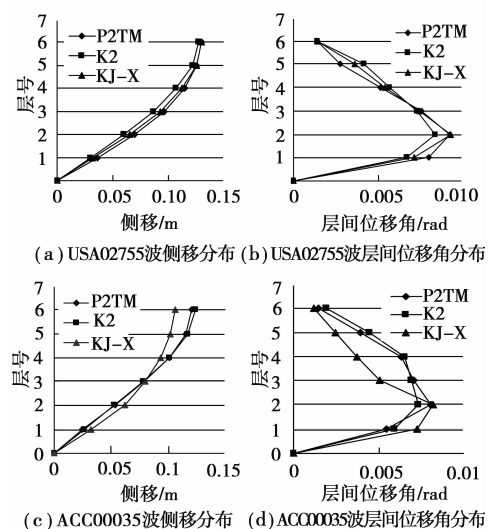 7
6
5
4
3
2
1
0
层号
P2TM
K2
KJ-X
0.05
0.10
0.15
侧移/m
(a)USA02755波侧移分布
7
6
5
4
3
2
1
0
层号
P2TM
K2
KJ-X
0.005
0.010
层间位移角/rad
(b)USA02755波层间位移角分布
7
6
5
4
3
2
1
0
层号
P2TM
K2
KJ-X
0.05
0.10
0.15
侧移/m
(c)ACC00035波侧移分布
7
6
5
4
3
2
1
0
层号
P2TM
K2
KJ-X
0.005
0.01
层间位移角/rad
(d)ACC00035波层间位移角分布